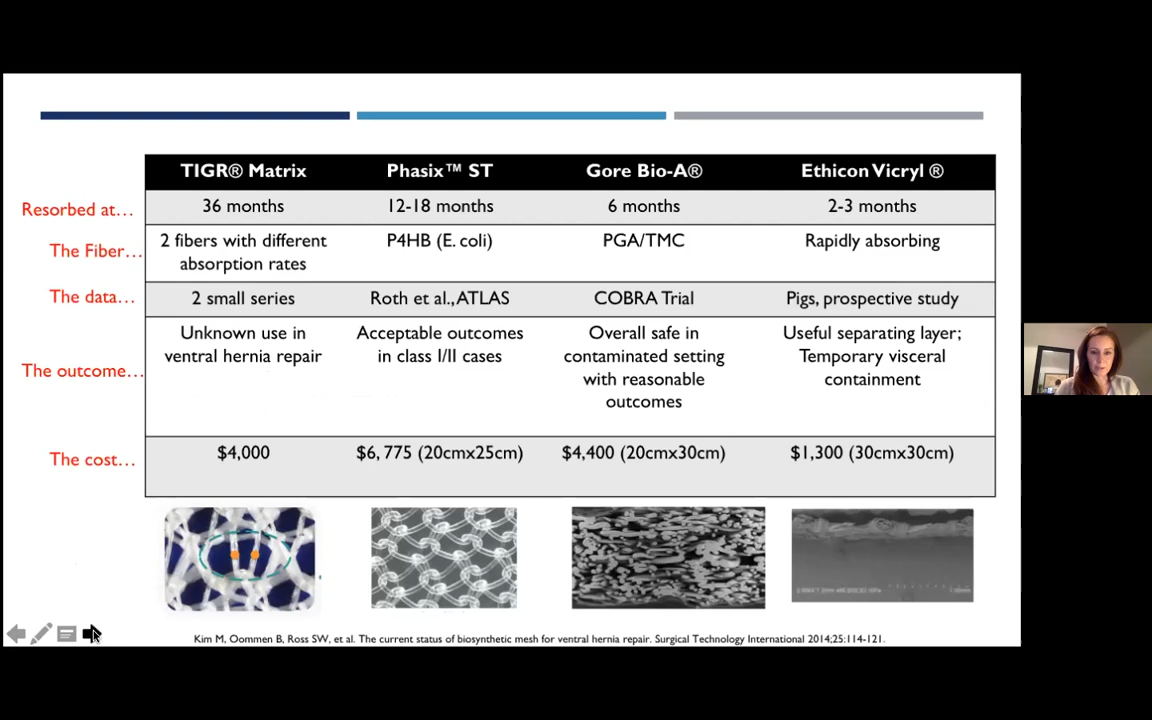 TIGR® Matrix Phasix™ ST Gore Bio-A® Ethicon Vicryl ®
Resorbed at… 36 months 12-18 months 6 months 2-3 months
The Fiber… 2 fibers with different P4HB (E. coli) PGA/TMC Rapidly absorbing
absorption rates
The data… 2 small series Roth et al., ATLAS COBRA Trial Pigs, prospective study
Unknown use in Acceptable outcomes Overall safe in Useful separating layer;
ventral hernia repair in class I/II cases contaminated setting Temporary visceral
The outcome… with reasonable containment
outcomes
The cost… $4,000 $6, 775 (20cmx25cm) $4,400 (20cmx30cm) $1,300 (30cmx30cm)
Kim M, Oommen B, Ross SW, et al. The current status of biosynthetic mesh for ventral hernia repair. Surgical Technology International 2014;25:114-121.